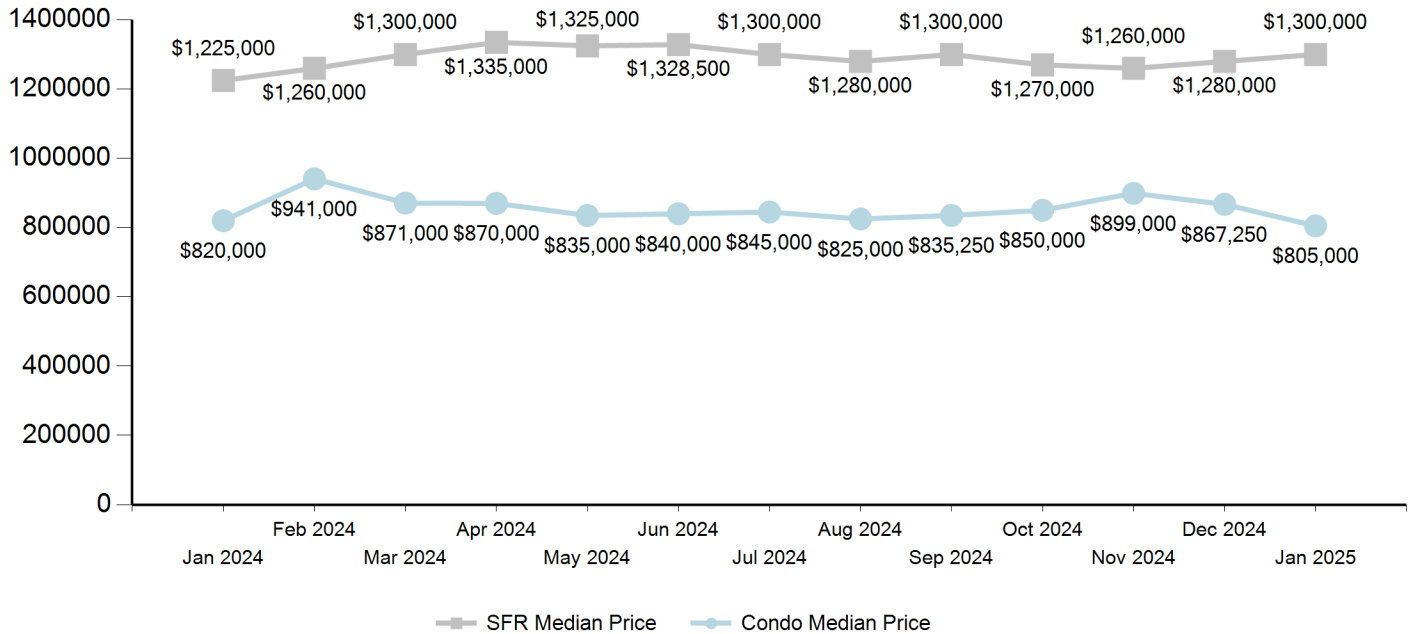 1400000
1200000
1000000
800000
600000
400000
200000
0
$1,225,000
$1,260,000
$1,300,000
$1,335,000
$1,325,000
$1,328,500
$1,300,000
$1,280,000
$1,300,000
$1,270,000
$1,260,000
$1,280,000
$1,300,000
$820,000
$941,000
$871,000
$870,000
$835,000
$840,000
$845,000
$825,000
$835,250
$850,000
$899,000
$867,250
$805,000
Jan 2024
Feb 2024
Mar 2024
Apr 2024
May 2024
Jun 2024
Jul 2024
Aug 2024
Sep 2024
Oct 2024
Nov 2024
Dec 2024
Jan 2025
SFR Median Price
Condo Median Price